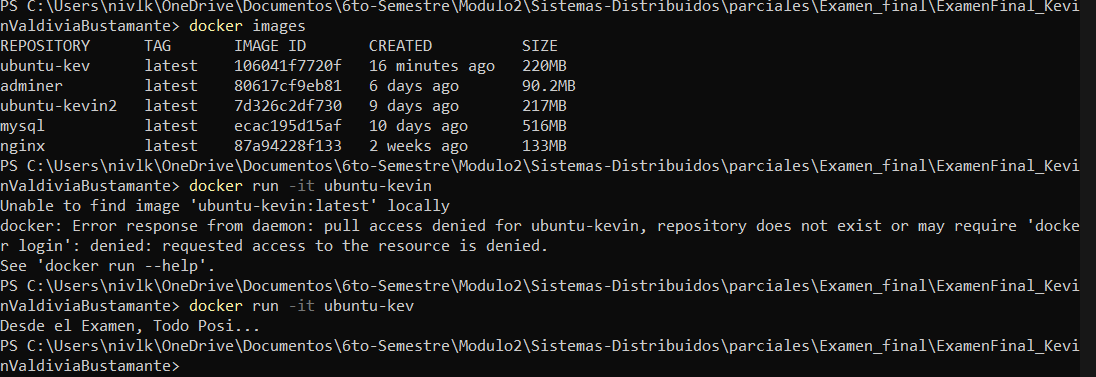 PS C:\Users\nivlk\OneDrive\Documentos\6to-Semestre\Modulo2\Sistemas-Distribuidos\parciales\Examen_final\ExamenFinal_Kevi
nValdiviaBustamante> docker images
REPOSITORY TAG IMAGE ID CREATED SIZE
ubuntu-kev latest 106041f7720f 16 minutes ago 220MB
adminer latest 80617cf9eb81 6 days ago 90.2MB
ubuntu-kevin2 latest 7d326c2df730 9 days ago 217MB
mysql latest ecac195d15af 10 days ago 516MB
nginx latest 87a94228f133 2 weeks ago 133MB
PS C:\Users\nivlk\OneDrive\Documentos\6to-Semestre\Modulo2\Sistemas-Distribuidos\parciales\Examen_final\ExamenFinal_Kevi
nValdiviaBustamante> docker run -it ubuntu-kevin
Unable to find image 'ubuntu-kevin:latest' locally
docker: Error response from daemon: pull access denied for ubuntu-kevin, repository does not exist or may require 'docke
r login': denied: requested access to the resource is denied.
See 'docker run --help'.
PS C:\Users\nivlk\OneDrive\Documentos\6to-Semestre\Modulo2\Sistemas-Distribuidos\parciales\Examen_final\ExamenFinal_Kevi
nValdiviaBustamante> docker run -it ubuntu-kev
Desde el Examen, Todo Posi...
PS C:\Users\nivlk\OneDrive\Documentos\6to-Semestre\Modulo2\Sistemas-Distribuidos\parciales\Examen_final\ExamenFinal_Kevi
nValdiviaBustamante>